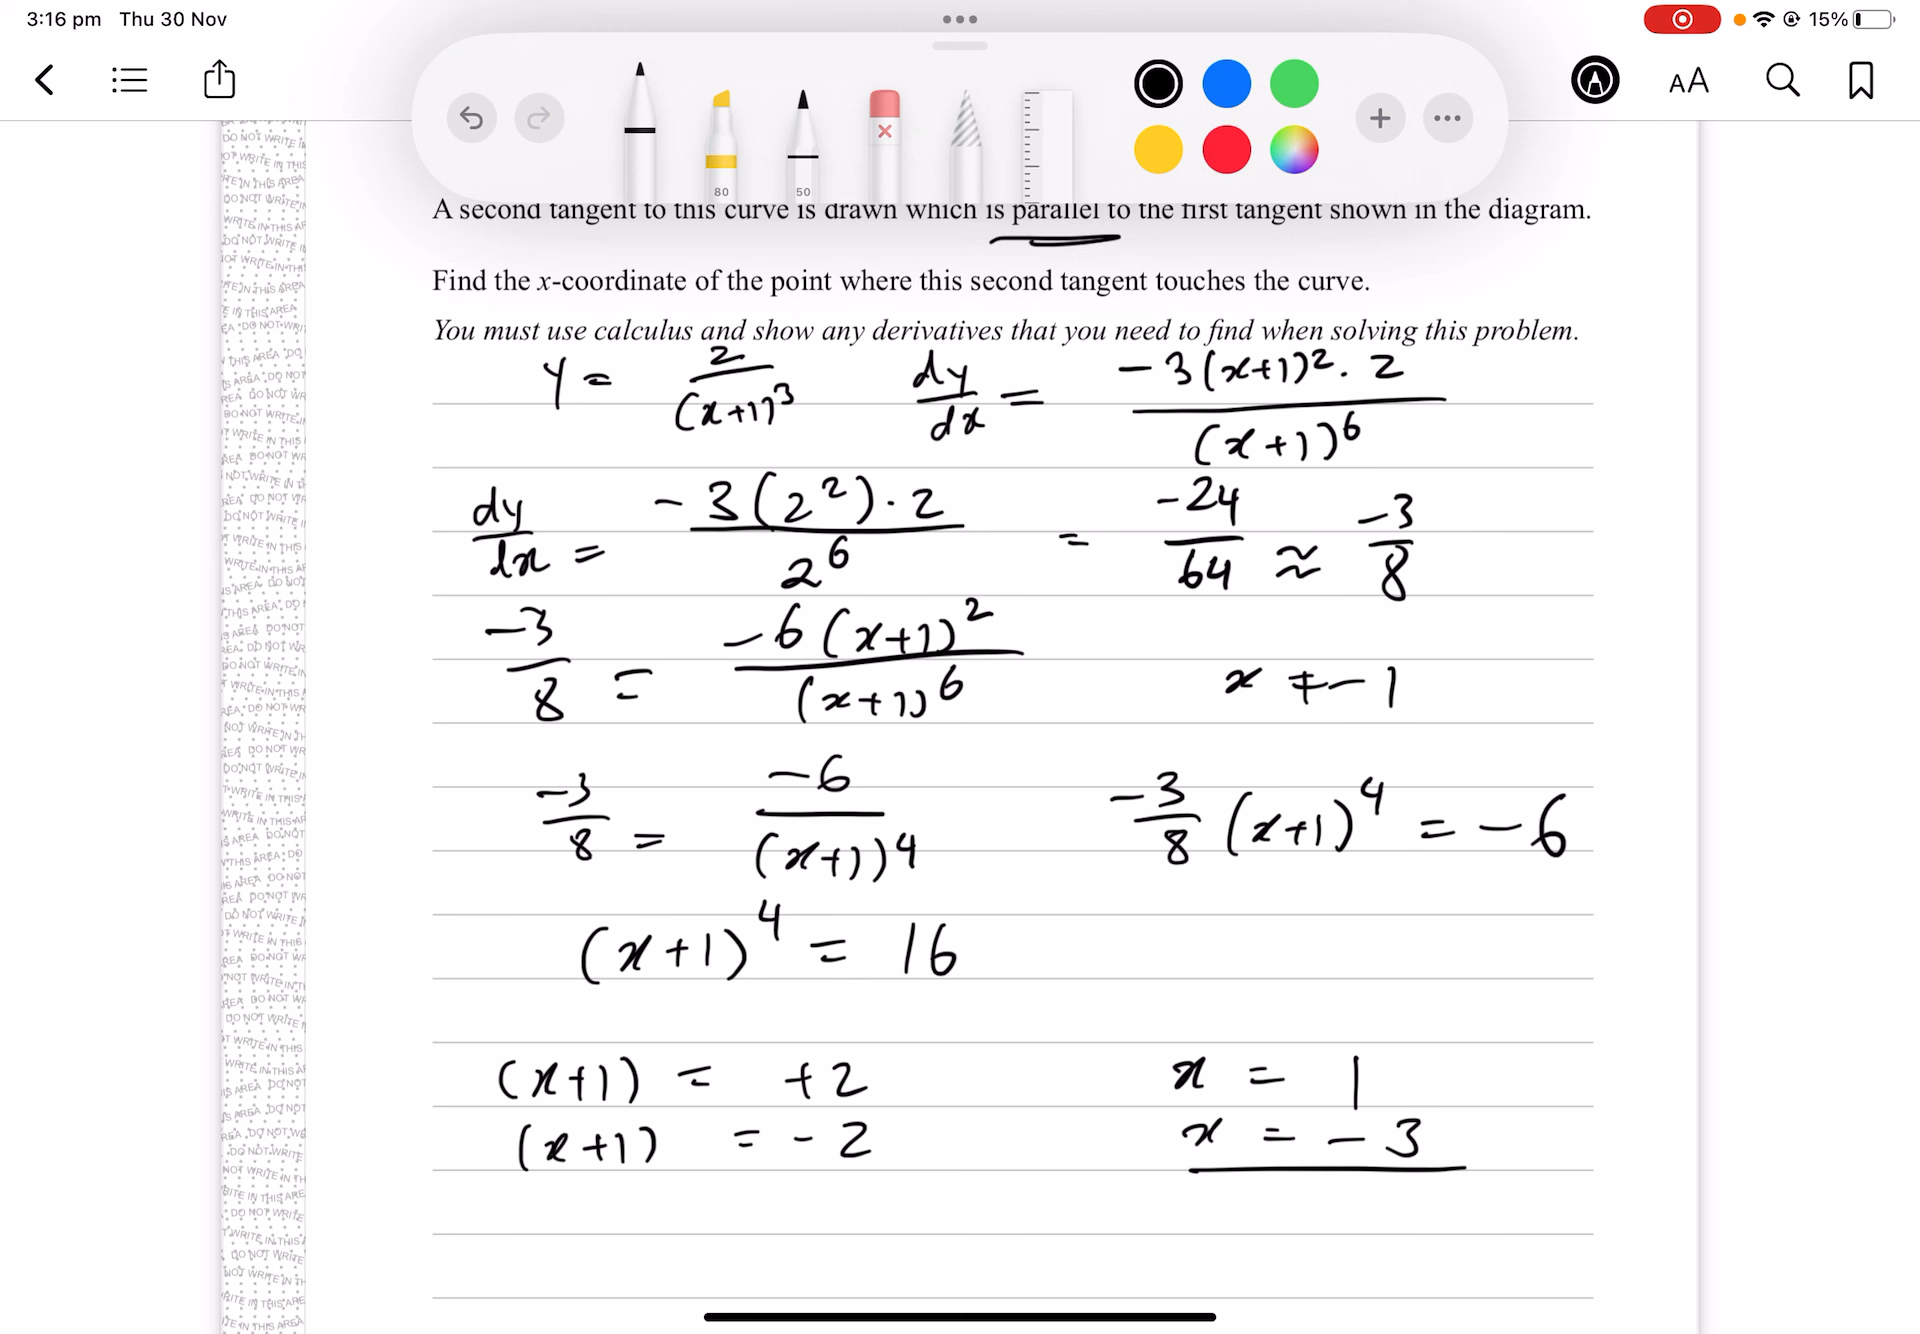 3:16 pm Thu 30 Nov
15%
AA
80
50
A second tangent to this curve is drawn which is parallel to the first tangent shown in the diagram.
Find the x-coordinate of the point where this second tangent touches the curve.
You must use calculus and show any derivatives that you need to find when solving this problem.
y = 2/(x+1)³ dy/dx = -3(x+1)².2/(x+1)⁶
dy/dx = -3(2²)·2/2⁶ = -24/64 ≈ -3/8
-3/8 = -6(x+1)²/(x+1)⁶ x ≠ -1
-3/8 = -6/(x+1)⁴ -3/8 (x+1)⁴ = -6
(x+1)⁴ = 16
(x+1) = +2 x = 1
(x+1) = -2 x = -3